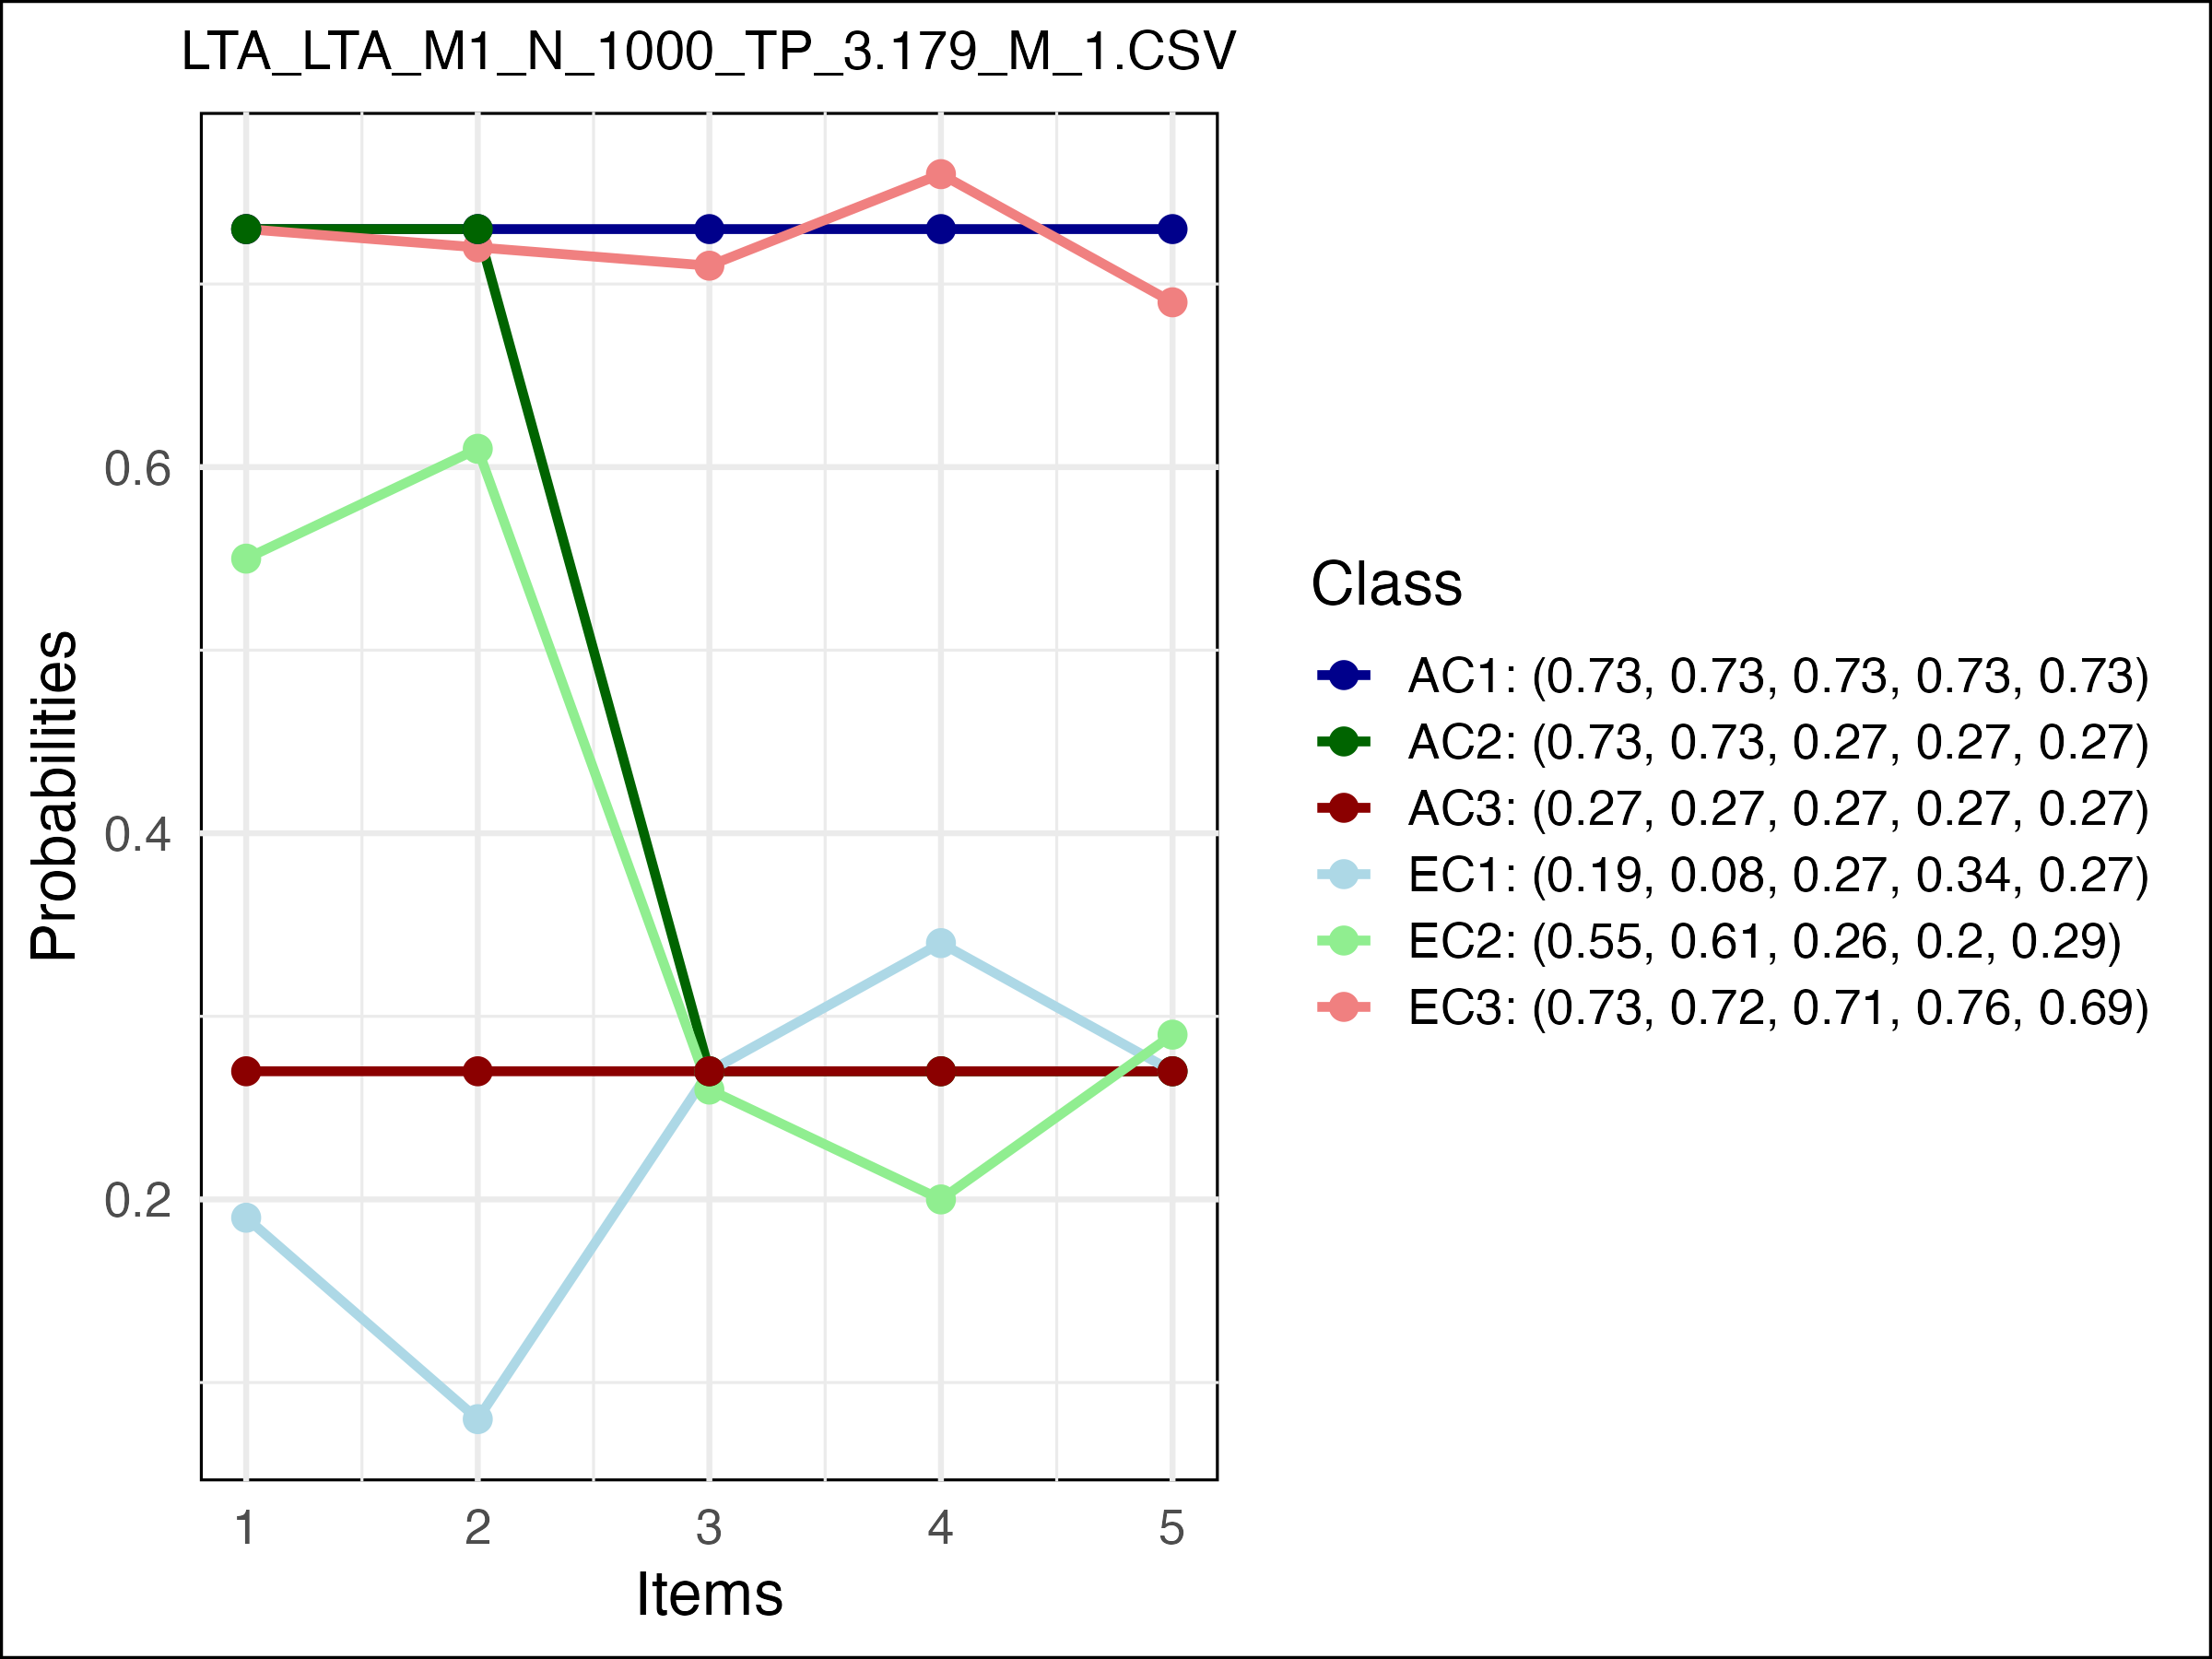 LTA_LTA_M1_N_1000_TP_3.179_M_1.CSV
Probabilities
0.6
0.4
0.2
1 2 3 4 5
Items
Class
AC1: (0.73, 0.73, 0.73, 0.73, 0.73)
AC2: (0.73, 0.73, 0.27, 0.27, 0.27)
AC3: (0.27, 0.27, 0.27, 0.27, 0.27)
EC1: (0.19, 0.08, 0.27, 0.34, 0.27)
EC2: (0.55, 0.61, 0.26, 0.2, 0.29)
EC3: (0.73, 0.72, 0.71, 0.76, 0.69)